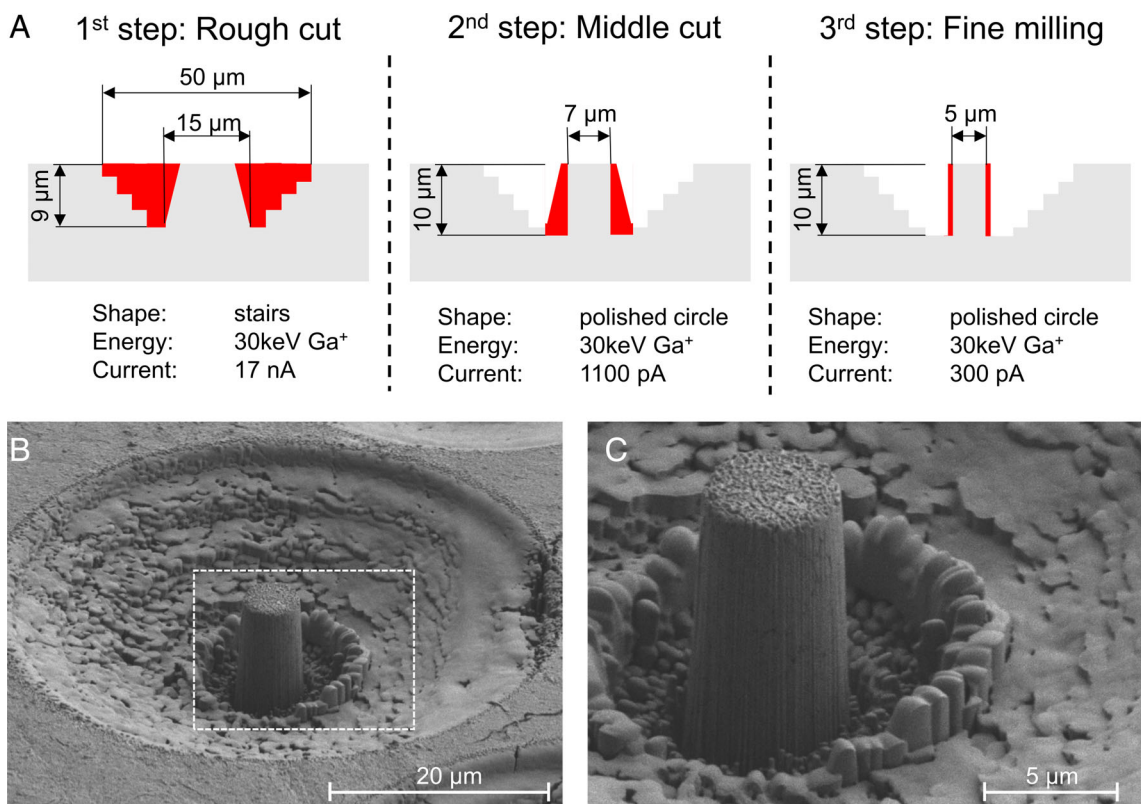 A
1st step: Rough cut
50 µm
15 µm
9 µm
Shape: stairs
Energy: 30keV Ga+
Current: 17 nA
2nd step: Middle cut
7 µm
10 µm
Shape: polished circle
Energy: 30keV Ga+
Current: 1100 pA
3rd step: Fine milling
5 µm
10 µm
Shape: polished circle
Energy: 30keV Ga+
Current: 300 pA
B
20 µm
C
5 µm